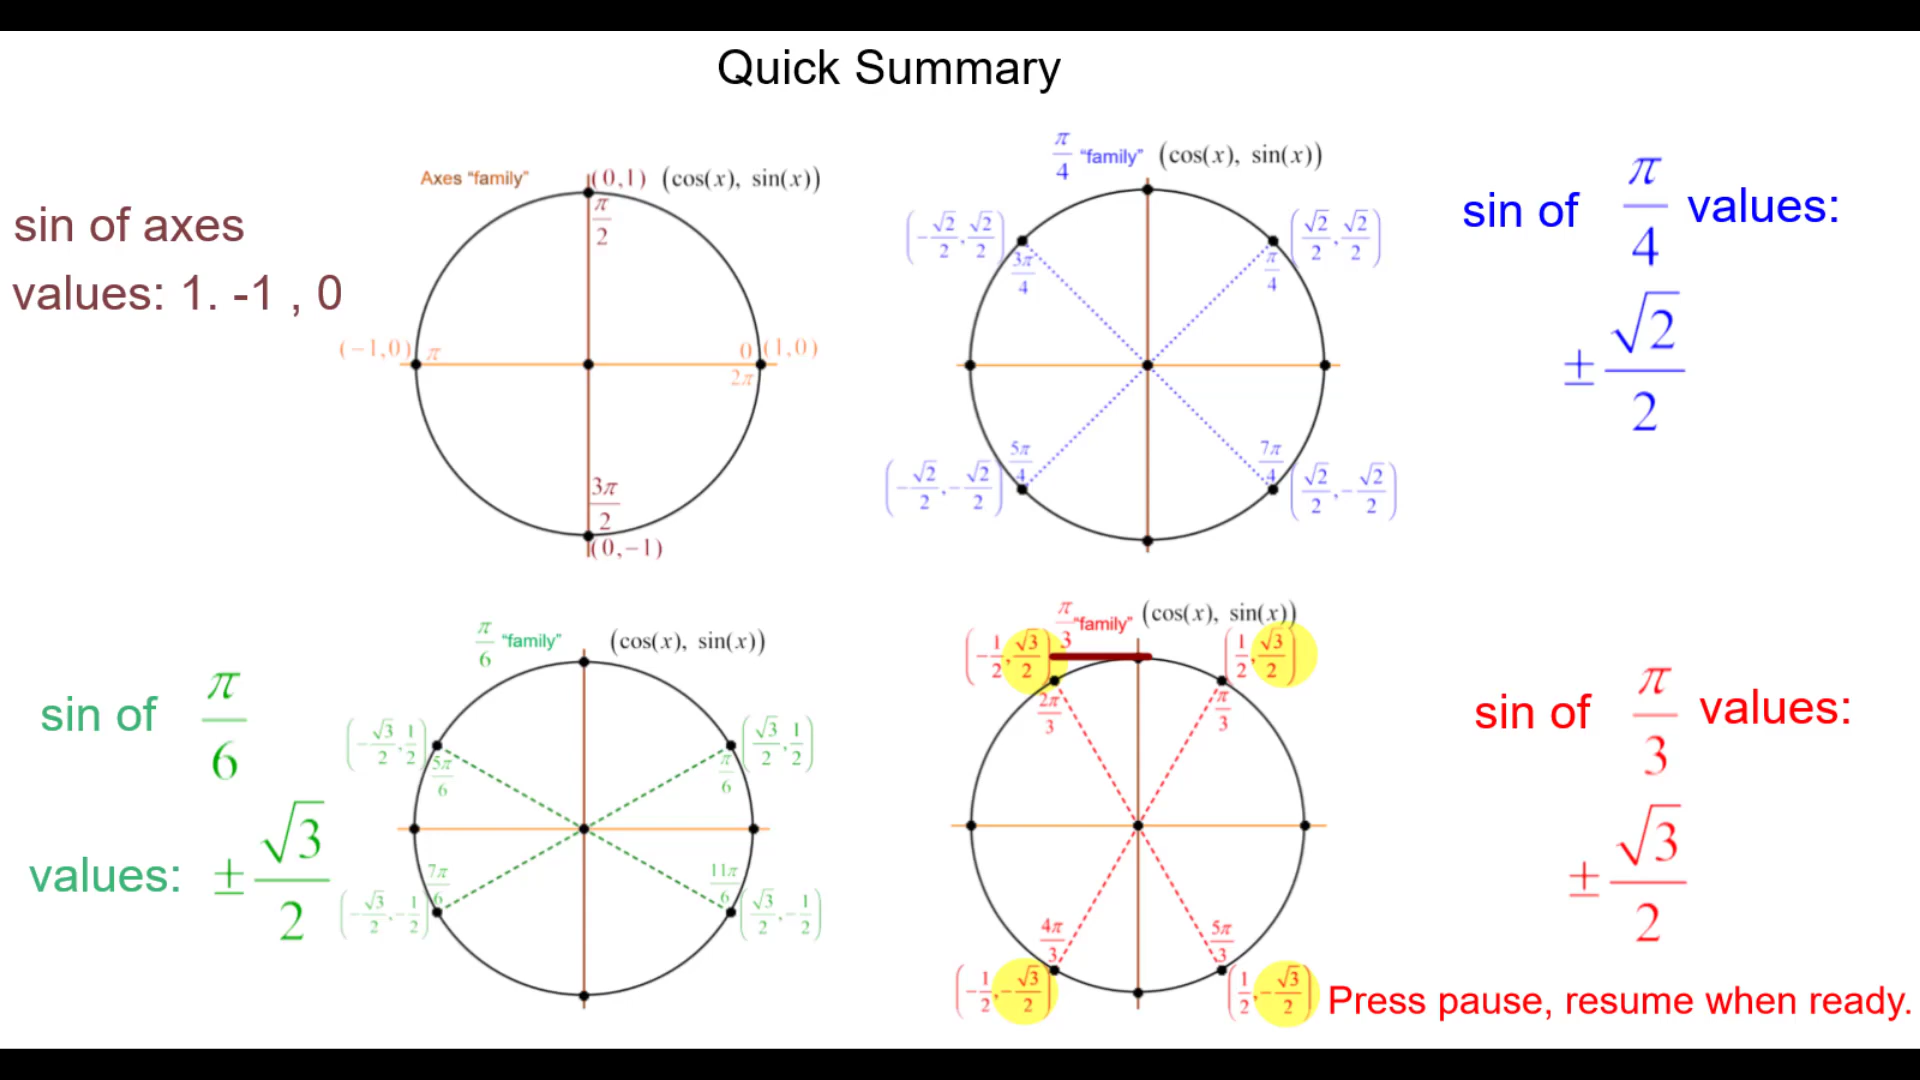 Quick Summary
sin of axes
values: 1. -1 , 0
Axes “family”
(0,1) (cos(x), sin(x))
π/2
(−1,0) π
0 (1,0)
2π
3π/2
(0,−1)
π/4 “family” (cos(x), sin(x))
(−√2/2, √2/2)
3π/4
(√2/2, √2/2)
π/4
5π/4
(−√2/2, −√2/2)
7π/4
(√2/2, −√2/2)
sin of π/4 values:
±√2/2
sin of π/6
values: ±√3/2
π/6 “family” (cos(x), sin(x))
(−√3/2, 1/2)
5π/6
(√3/2, 1/2)
π/6
7π/6
(−√3/2, −1/2)
11π/6
(√3/2, −1/2)
π/3 “family” (cos(x), sin(x))
(−1/2, √3/2)
2π/3
(1/2, √3/2)
π/3
4π/3
(−1/2, −√3/2)
5π/3
(1/2, −√3/2)
sin of π/3 values:
±√3/2
Press pause, resume when ready.